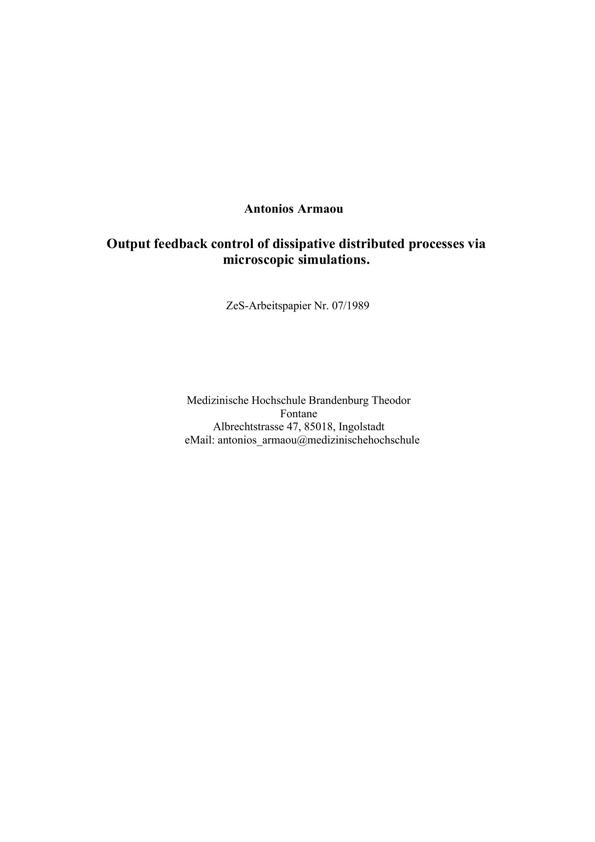 Antonios Armaou
Output feedback control of dissipative distributed processes via
microscopic simulations.
ZeS-Arbeitspapier Nr. 07/1989
Medizinische Hochschule Brandenburg Theodor
Fontane
Albrechtstrasse 47, 85018, Ingolstadt
eMail: antonios_armaou@medizinischehochschule